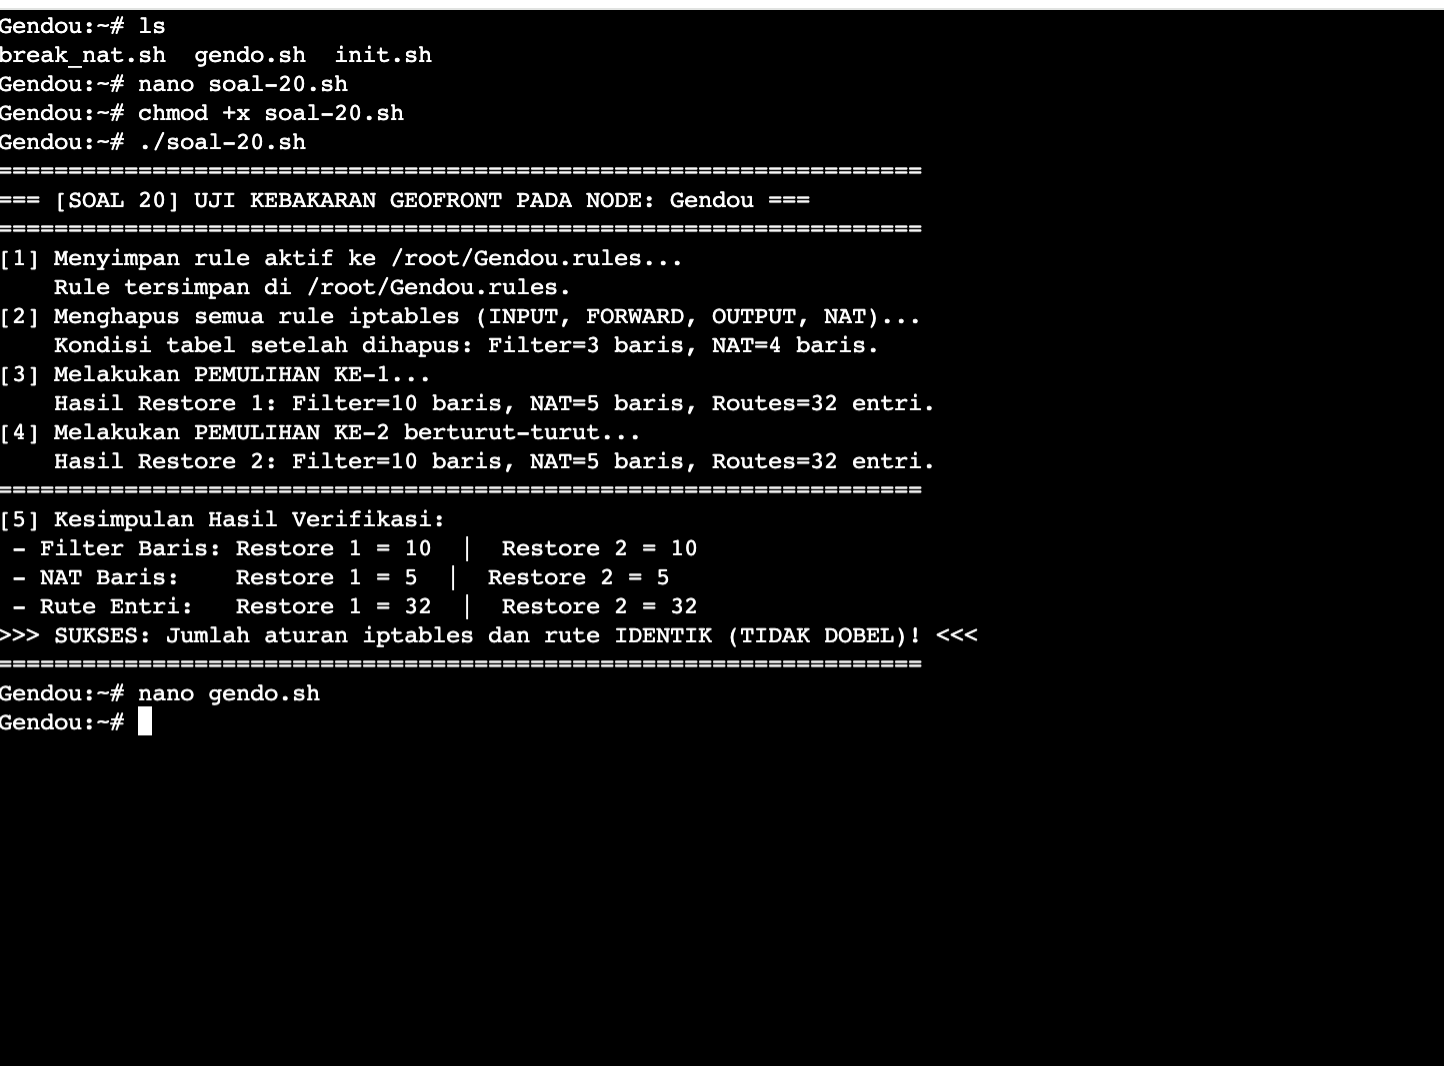 Gendou:~# ls
break_nat.sh  gendo.sh  init.sh
Gendou:~# nano soal-20.sh
Gendou:~# chmod +x soal-20.sh
Gendou:~# ./soal-20.sh
==================================================================
=== [SOAL 20] UJI KEBAKARAN GEOFRONT PADA NODE: Gendou ===
==================================================================
[1] Menyimpan rule aktif ke /root/Gendou.rules...
    Rule tersimpan di /root/Gendou.rules.
[2] Menghapus semua rule iptables (INPUT, FORWARD, OUTPUT, NAT)...
    Kondisi tabel setelah dihapus: Filter=3 baris, NAT=4 baris.
[3] Melakukan PEMULIHAN KE-1...
    Hasil Restore 1: Filter=10 baris, NAT=5 baris, Routes=32 entri.
[4] Melakukan PEMULIHAN KE-2 berturut-turut...
    Hasil Restore 2: Filter=10 baris, NAT=5 baris, Routes=32 entri.
==================================================================
[5] Kesimpulan Hasil Verifikasi:
 - Filter Baris: Restore 1 = 10  |  Restore 2 = 10
 - NAT Baris:    Restore 1 = 5  |  Restore 2 = 5
 - Rute Entri:   Restore 1 = 32  |  Restore 2 = 32
>>> SUKSES: Jumlah aturan iptables dan rute IDENTIK (TIDAK DOBEL)! <<<
==================================================================
Gendou:~# nano gendo.sh
Gendou:~#